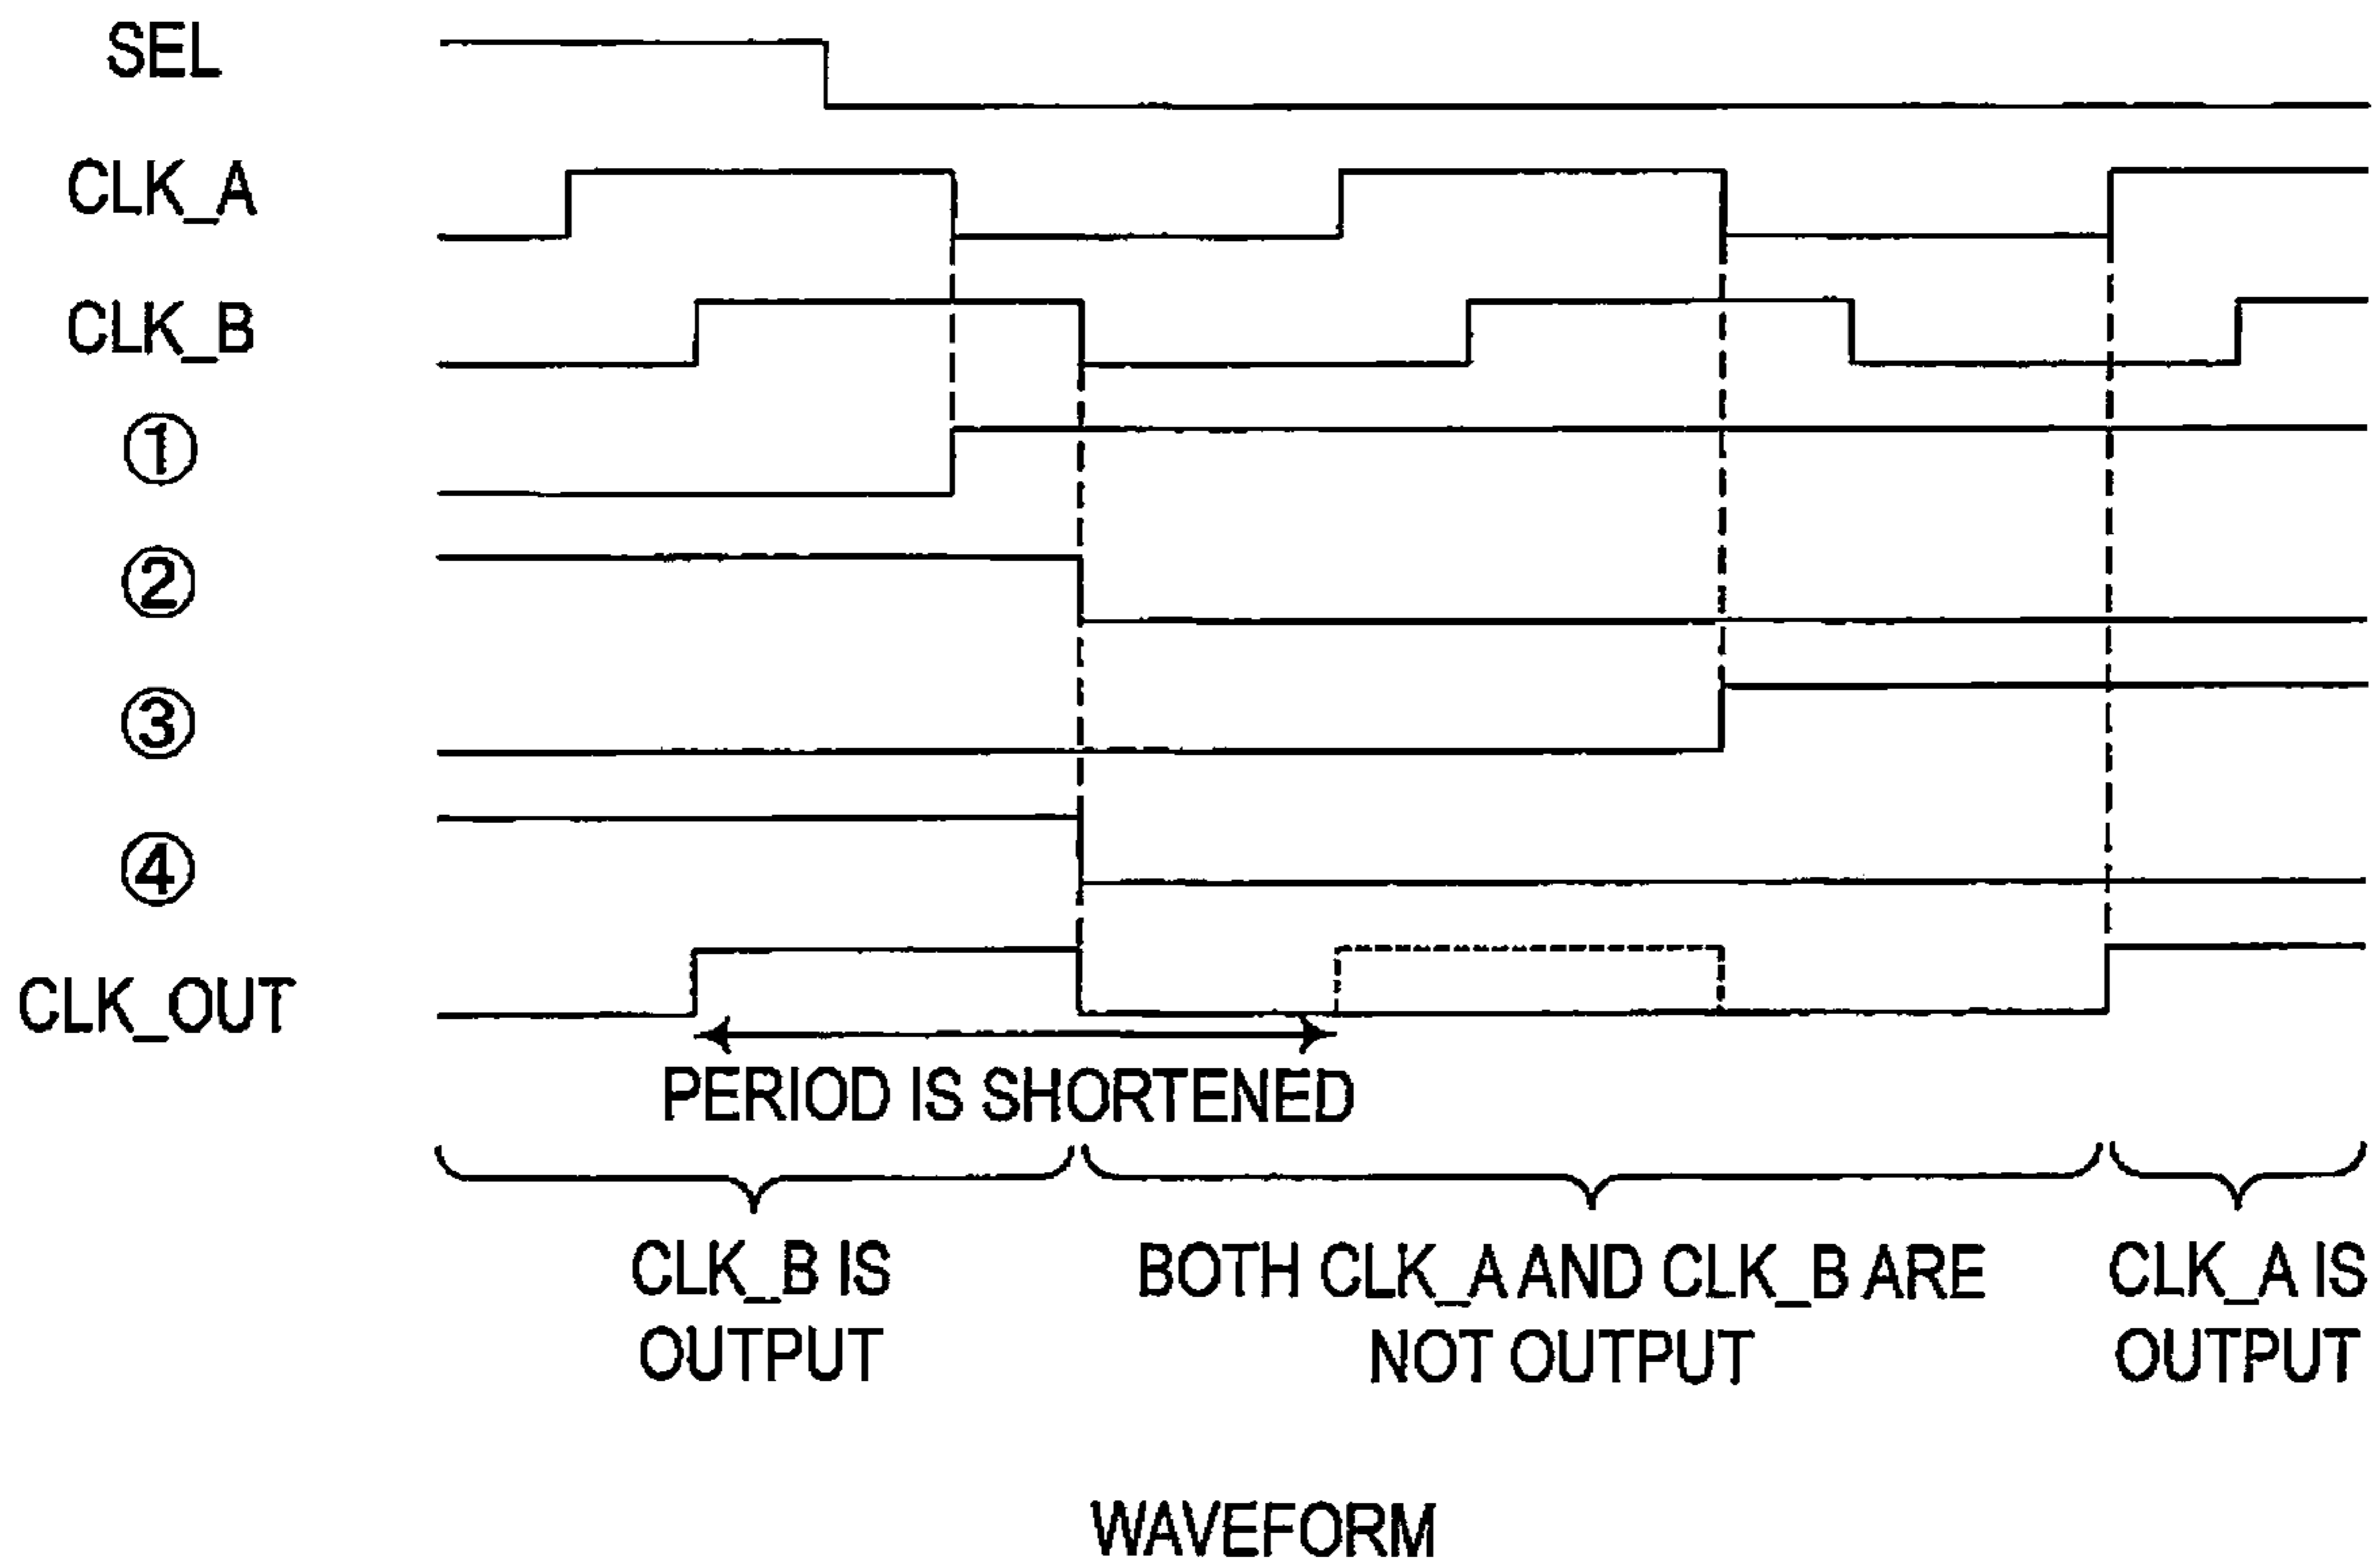 SEL
CLK_A
CLK_B
①
②
③
④
CLK_OUT
PERIOD IS SHORTENED
CLK_B IS
OUTPUT
BOTH CLK_A AND CLK_B ARE
NOT OUTPUT
CLK_A IS
OUTPUT
WAVEFORM